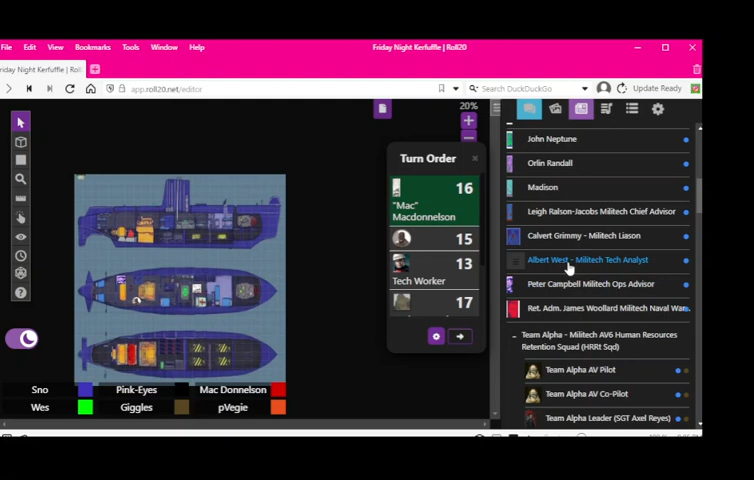 File Edit View Bookmarks Tools Window Help
Friday Night Kerfuffle | Roll20
riday Night Kerfuffle | Roll
app.roll20.net/editor
Search DuckDuckGo
Update Ready
20%
Turn Order
16
"Mac"
Macdonnelson
15
13
Tech Worker
17
John Neptune
Orlin Randall
Madison
Leigh Ralson-Jacobs Militech Chief Advisor
Calvert Grimmy - Militech Liason
Albert West - Militech Tech Analyst
Peter Campbell Militech Ops Advisor
Ret. Adm. James Woollard Militech Naval War
Team Alpha - Militech AV6 Human Resources
Retention Squad (HRRt Sqd)
Team Alpha AV Pilot
Team Alpha AV Co-Pilot
Team Alpha Leader (SGT Axel Reyes)
Sno Pink-Eyes Mac Donnelson
Wes Giggles pVegie